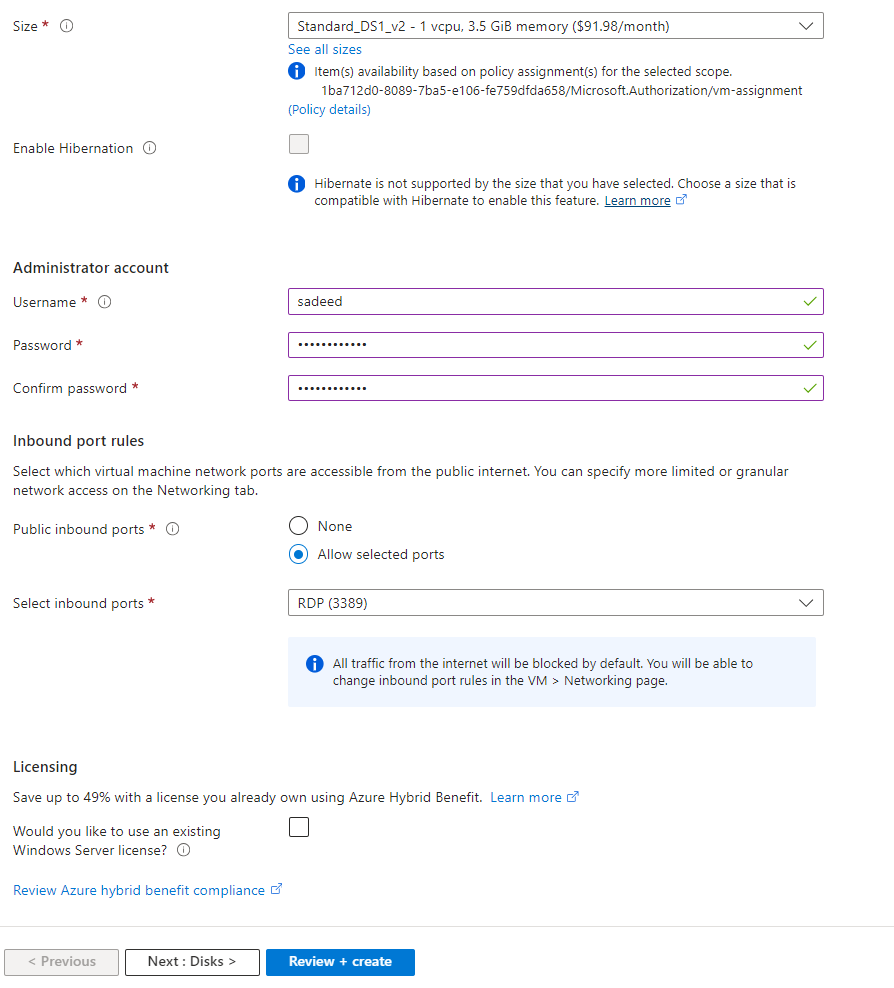 Size *
Standard_DS1_v2 - 1 vcpu, 3.5 GiB memory ($91.98/month)
See all sizes
Item(s) availability based on policy assignment(s) for the selected scope.
1ba712d0-8089-7ba5-e106-fe759dfda658/Microsoft.Authorization/vm-assignment
(Policy details)
Enable Hibernation
Hibernate is not supported by the size that you have selected. Choose a size that is
compatible with Hibernate to enable this feature. Learn more
Administrator account
Username *
sadeed
Password *
••••••••••••
Confirm password *
••••••••••••
Inbound port rules
Select which virtual machine network ports are accessible from the public internet. You can specify more limited or granular
network access on the Networking tab.
Public inbound ports *
None
Allow selected ports
Select inbound ports *
RDP (3389)
All traffic from the internet will be blocked by default. You will be able to
change inbound port rules in the VM > Networking page.
Licensing
Save up to 49% with a license you already own using Azure Hybrid Benefit. Learn more
Would you like to use an existing
Windows Server license?
Review Azure hybrid benefit compliance
< Previous
Next : Disks >
Review + create